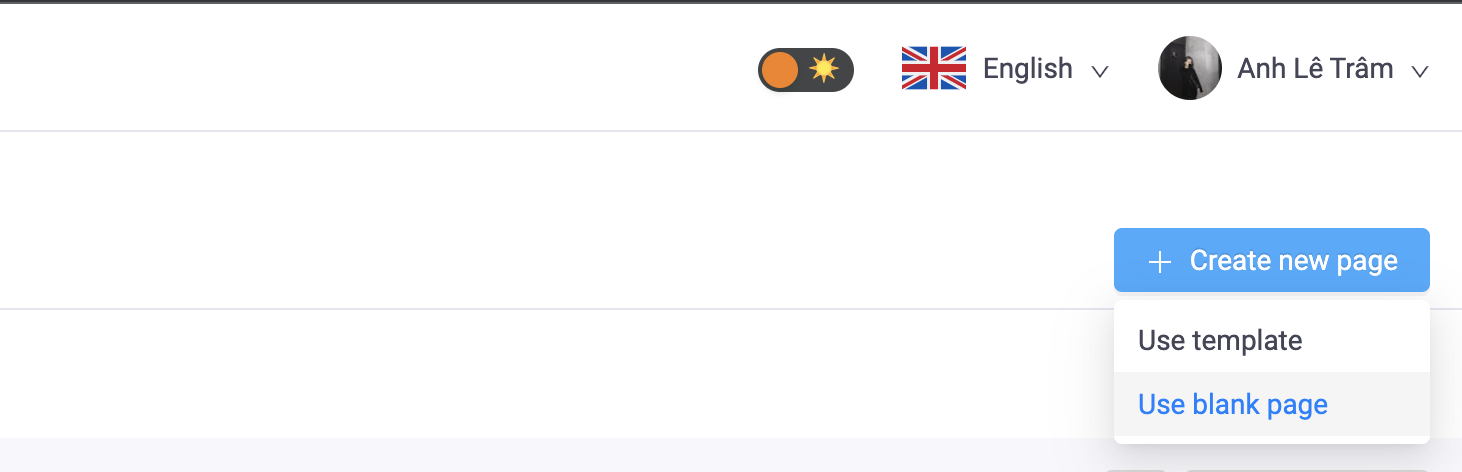 English
Anh Lê Trâm
Create new page
Use template
Use blank page